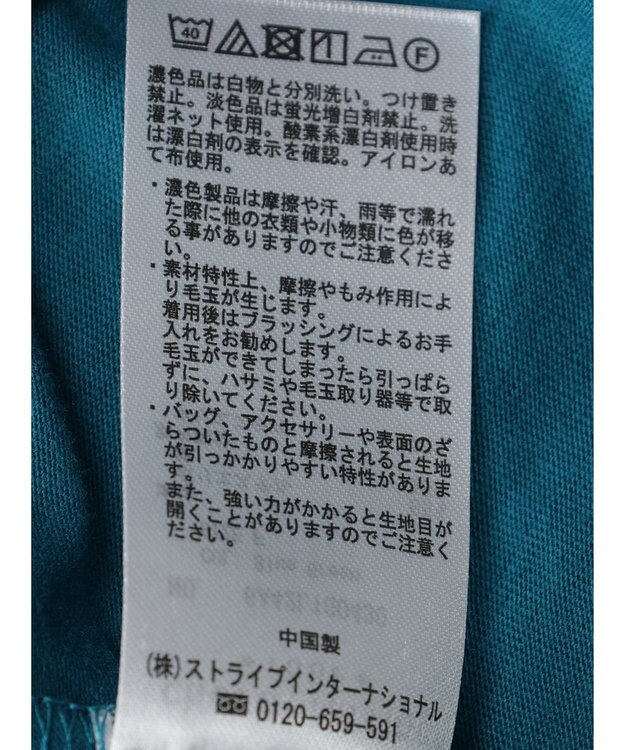 40 F
濃色品は白物と分別洗い。つけ置き
禁止。淡色品は蛍光増白剤禁止。洗
濯ネット使用。酸素系漂白剤使用時
は漂白剤の表示を確認。アイロンあ
て布使用。
・濃色製品は摩擦や汗、雨等で濡れ
た際に他の衣類や小物類に色が移
る事がありますのでご注意くださ
い。
・素材特性上、摩擦やもみ作用によ
り毛玉が生じます。
着用後はブラッシングによるお手
入れをお勧めします。
毛玉ができてしまったら引っぱら
ずに、ハサミや毛玉取り器等で取
り除いてください。
・バッグ、アクセサリーや表面のざ
らついたものと摩擦されると生地
が引っかかりやすい特性がありま
す。
また、強い力がかかると生地目が
開くことがありますのでご注意く
ださい。
中国製
(株)ストライプインターナショナル
0120-659-591